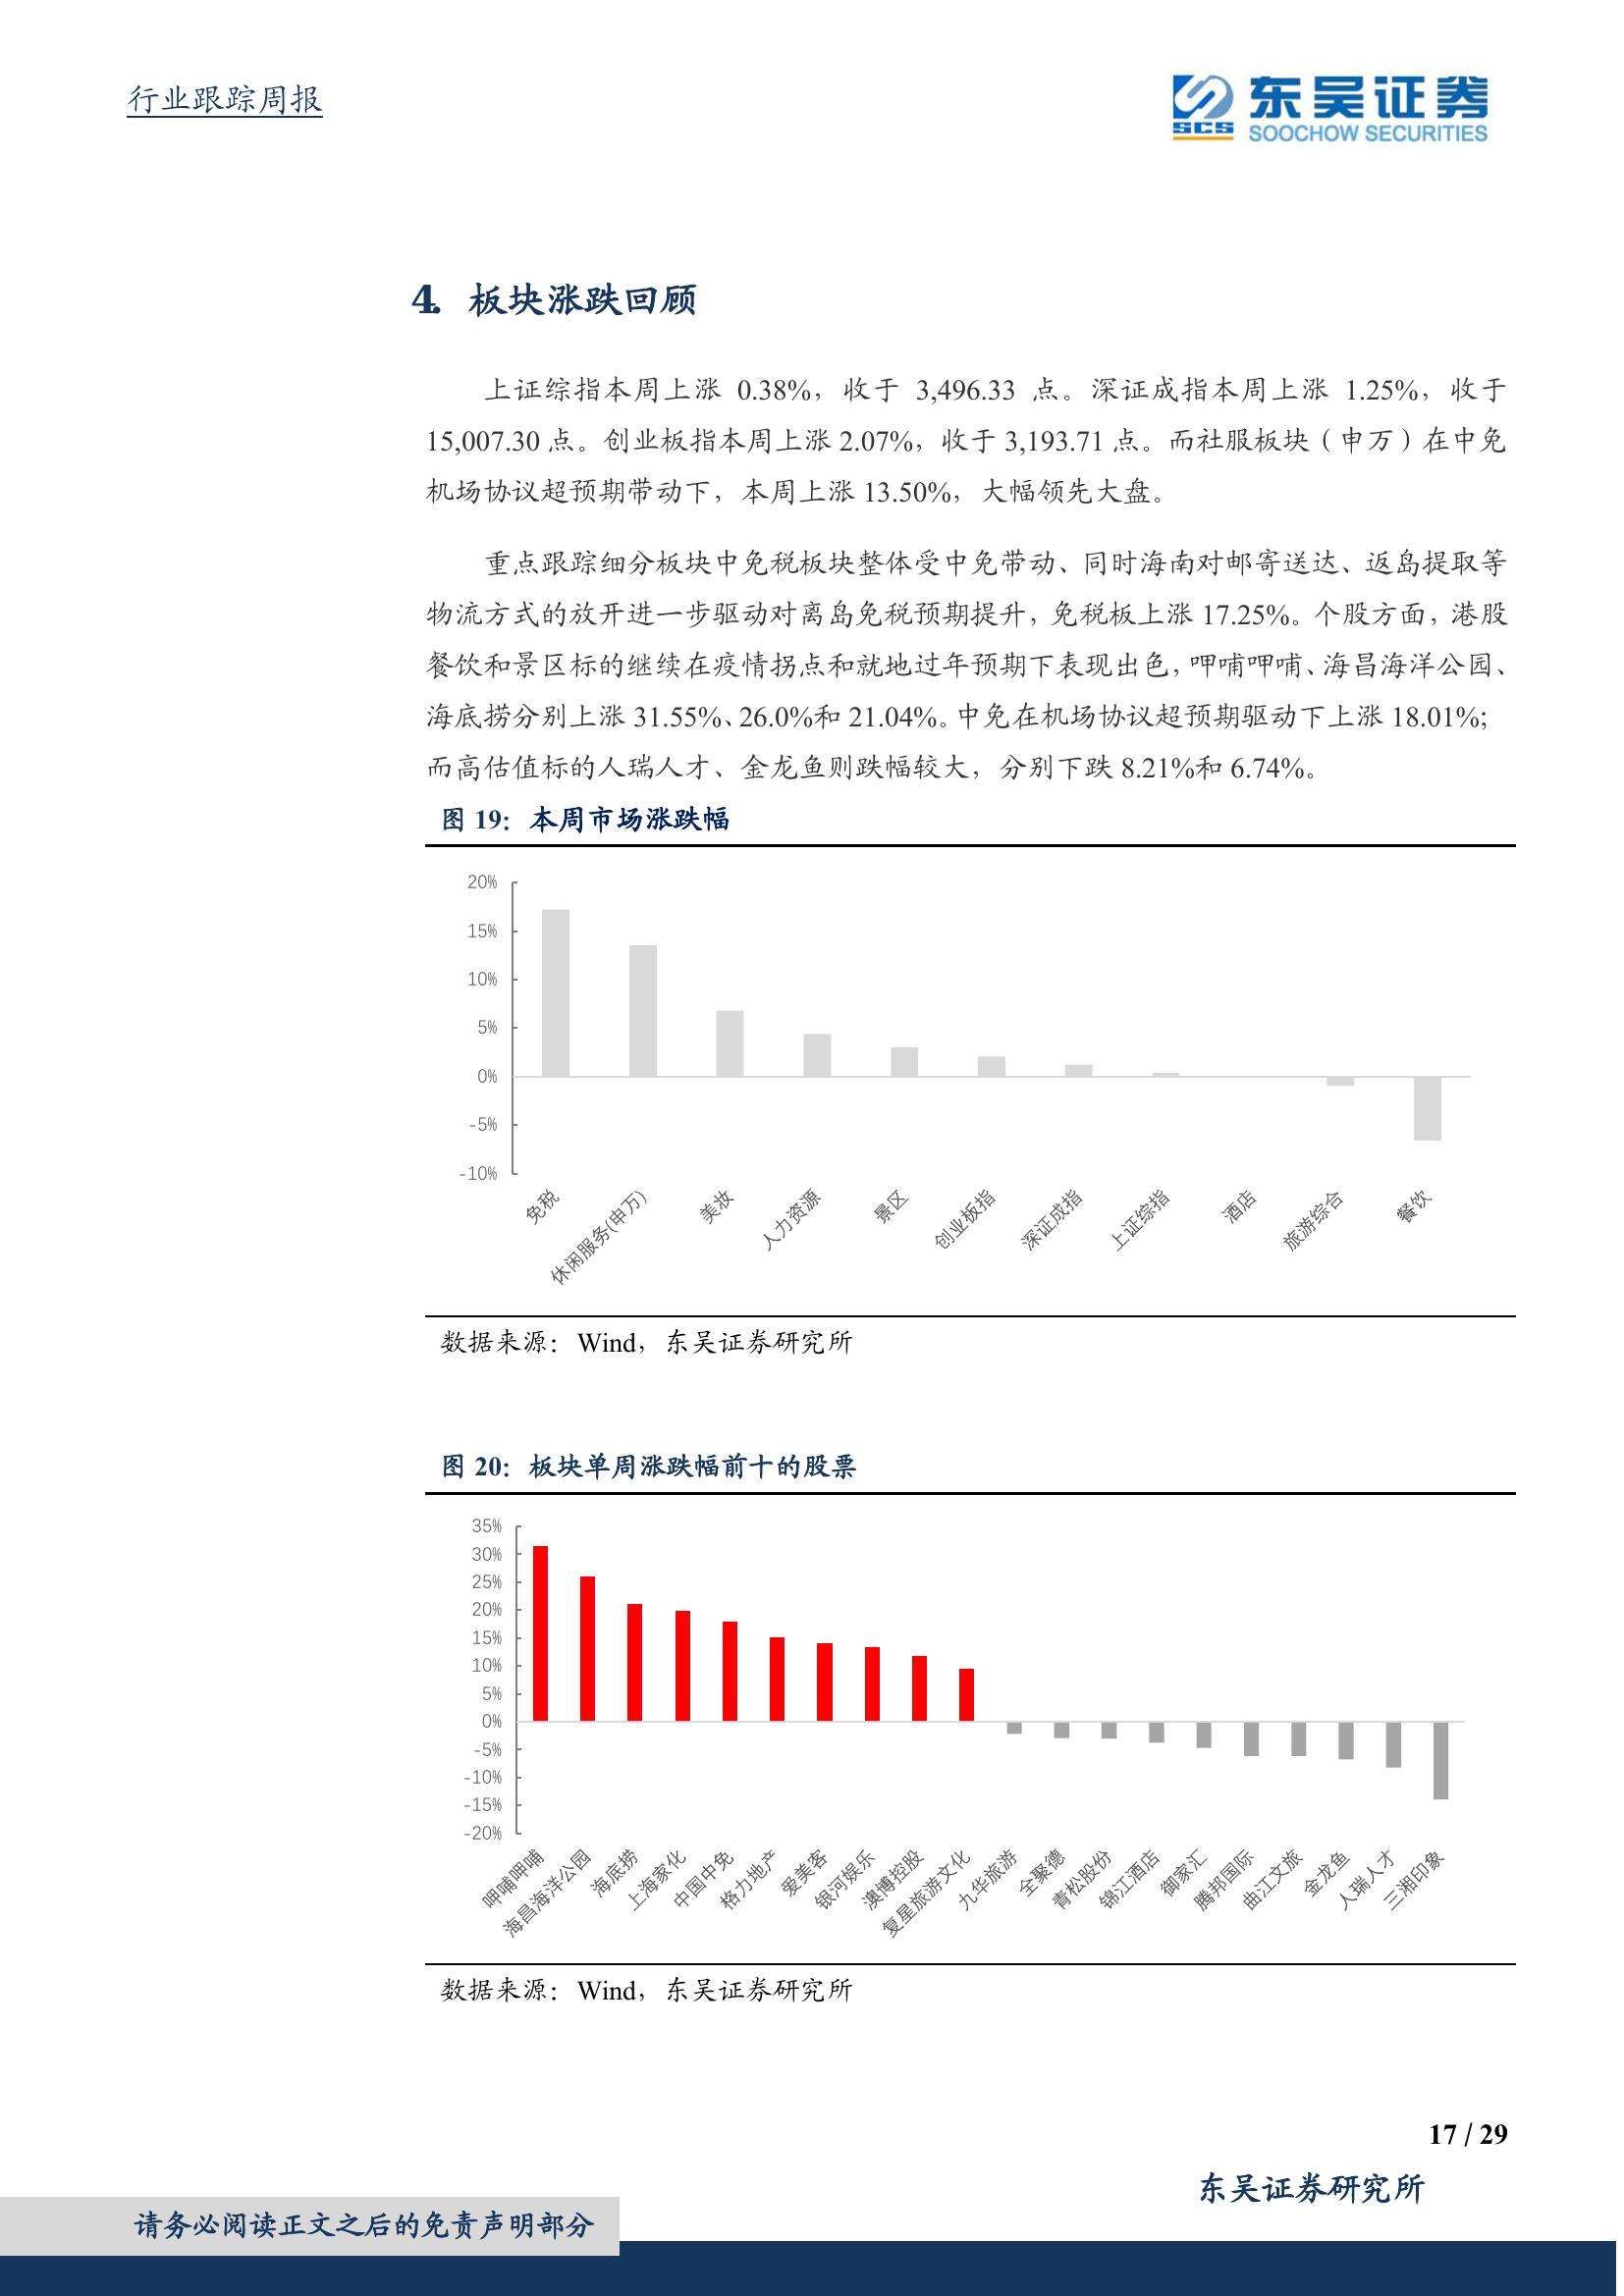 行业跟踪周报
SCS
东吴证券
SOOCHOW SECURITIES
4. 板块涨跌回顾
上证综指本周上涨 0.38%，收于 3,496.33 点。深证成指本周上涨 1.25%，收于
15,007.30 点。创业板指本周上涨 2.07%，收于 3,193.71 点。而社服板块（申万）在中免
机场协议超预期带动下，本周上涨 13.50%，大幅领先大盘。
重点跟踪细分板块中免税板块整体受中免带动、同时海南对邮寄送达、返岛提取等
物流方式的放开进一步驱动对离岛免税预期提升，免税板上涨 17.25%。个股方面，港股
餐饮和景区标的继续在疫情拐点和就地过年预期下表现出色，呷哺呷哺、海昌海洋公园、
海底捞分别上涨 31.55%、26.0%和 21.04%。中免在机场协议超预期驱动下上涨 18.01%;
而高估值标的人瑞人才、金龙鱼则跌幅较大，分别下跌 8.21%和 6.74%。
图 19：本周市场涨跌幅
20%
15%
10%
5%
0%
-5%
-10%
免税
休闲服务(申万)
美妆
人力资源
景区
创业板指
深证成指
上证综指
酒店
旅游综合
餐饮
数据来源：Wind，东吴证券研究所
图 20：板块单周涨跌幅前十的股票
35%
30%
25%
20%
15%
10%
5%
0%
-5%
-10%
-15%
-20%
呷哺呷哺
海昌海洋公园
海底捞
上海家化
中国中免
格力地产
爱美客
银河娱乐
澳博控股
复星旅游文化
九华旅游
全聚德
青松股份
锦江酒店
御家汇
腾邦国际
曲江文旅
金龙鱼
人瑞人才
三湘印象
数据来源：Wind，东吴证券研究所
17 / 29
东吴证券研究所
请务必阅读正文之后的免责声明部分